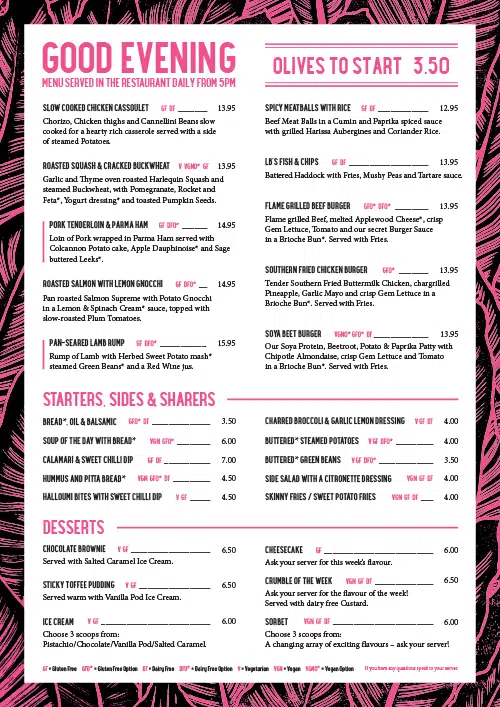 GOOD EVENING
MENU SERVED IN THE RESTAURANT DAILY FROM 5PM
OLIVES TO START 3.50
SLOW COOKED CHICKEN CASSOULET GF DF 13.95
Chorizo, Chicken thighs and Cannellini Beans slow
cooked for a hearty rich casserole served with a side
of steamed Potatoes.
ROASTED SQUASH & CRACKED BUCKWHEAT V VGNO* GF 13.95
Garlic and Thyme oven roasted Harlequin Squash and
steamed Buckwheat, with Pomegranate, Rocket and
Feta*, Yogurt dressing* and toasted Pumpkin Seeds.
PORK TENDERLOIN & PARMA HAM GF DFO* 14.95
Loin of Pork wrapped in Parma Ham served with
Colcannon Potato cake, Apple Dauphinoise* and Sage
buttered Leeks*.
ROASTED SALMON WITH LEMON GNOCCHI GF DFO* 14.95
Pan roasted Salmon Supreme with Potato Gnocchi
in a Lemon & Spinach Cream* sauce, topped with
slow-roasted Plum Tomatoes.
PAN-SEARED LAMB RUMP GF DFO* 15.95
Rump of Lamb with Herbed Sweet Potato mash*
steamed Green Beans* and a Red Wine jus.
SPICY MEATBALLS WITH RICE GF DF 12.95
Beef Meat Balls in a Cumin and Paprika spiced sauce
with grilled Harissa Aubergines and Coriander Rice.
LB'S FISH & CHIPS GF DF 13.95
Battered Haddock with Fries, Mushy Peas and Tartare sauce.
FLAME GRILLED BEEF BURGER GFO* DFO* 13.95
Flame grilled Beef, melted Applewood Cheese*, crisp
Gem Lettuce, Tomato and our secret Burger Sauce
in a Brioche Bun*. Served with Fries.
SOUTHERN FRIED CHICKEN BURGER GFO* 13.95
Tender Southern Fried Buttermilk Chicken, chargrilled
Pineapple, Garlic Mayo and crisp Gem Lettuce in a
Brioche Bun*. Served with Fries.
SOYA BEET BURGER VGNO* GFO* DF 13.95
Our Soya Protein, Beetroot, Potato & Paprika Patty with
Chipotle Almondaise, crisp Gem Lettuce and Tomato
in a Brioche Bun*. Served with Fries.
STARTERS, SIDES & SHARERS
BREAD*, OIL & BALSAMIC GFO* DF 3.50
SOUP OF THE DAY WITH BREAD* VGN GFO* 6.00
CALAMARI & SWEET CHILLI DIP GF DF 7.00
HUMMUS AND PITTA BREAD* VGN GFO* DF 4.50
HALLOUMI BITES WITH SWEET CHILLI DIP V GF 4.50
CHARRED BROCCOLI & GARLIC LEMON DRESSING V GF DF 4.00
BUTTERED* STEAMED POTATOES V GF DFO* 4.00
BUTTERED* GREEN BEANS V GF DFO* 3.50
SIDE SALAD WITH A CITRONETTE DRESSING VGN GF DF 4.00
SKINNY FRIES / SWEET POTATO FRIES VGN GF DF 4.00
DESSERTS
CHOCOLATE BROWNIE V GF 6.50
Served with Salted Caramel Ice Cream.
STICKY TOFFEE PUDDING V GF 6.50
Served warm with Vanilla Pod Ice Cream.
ICE CREAM V GF 6.00
Choose 3 scoops from:
Pistachio/Chocolate/Vanilla Pod/Salted Caramel.
CHEESECAKE GF 6.00
Ask your server for this week's flavour.
CRUMBLE OF THE WEEK VGN GF DF 6.50
Ask your server for the flavour of the week!
Served with dairy free Custard.
SORBET VGN GF DF 6.00
Choose 3 scoops from:
A changing array of exciting flavours – ask your server!
GF = Gluten Free GFO* = Gluten Free Option DF = Dairy Free DFO* = Dairy Free Option V = Vegetarian VGN = Vegan VGNO* = Vegan Option If you have any questions speak to your server.